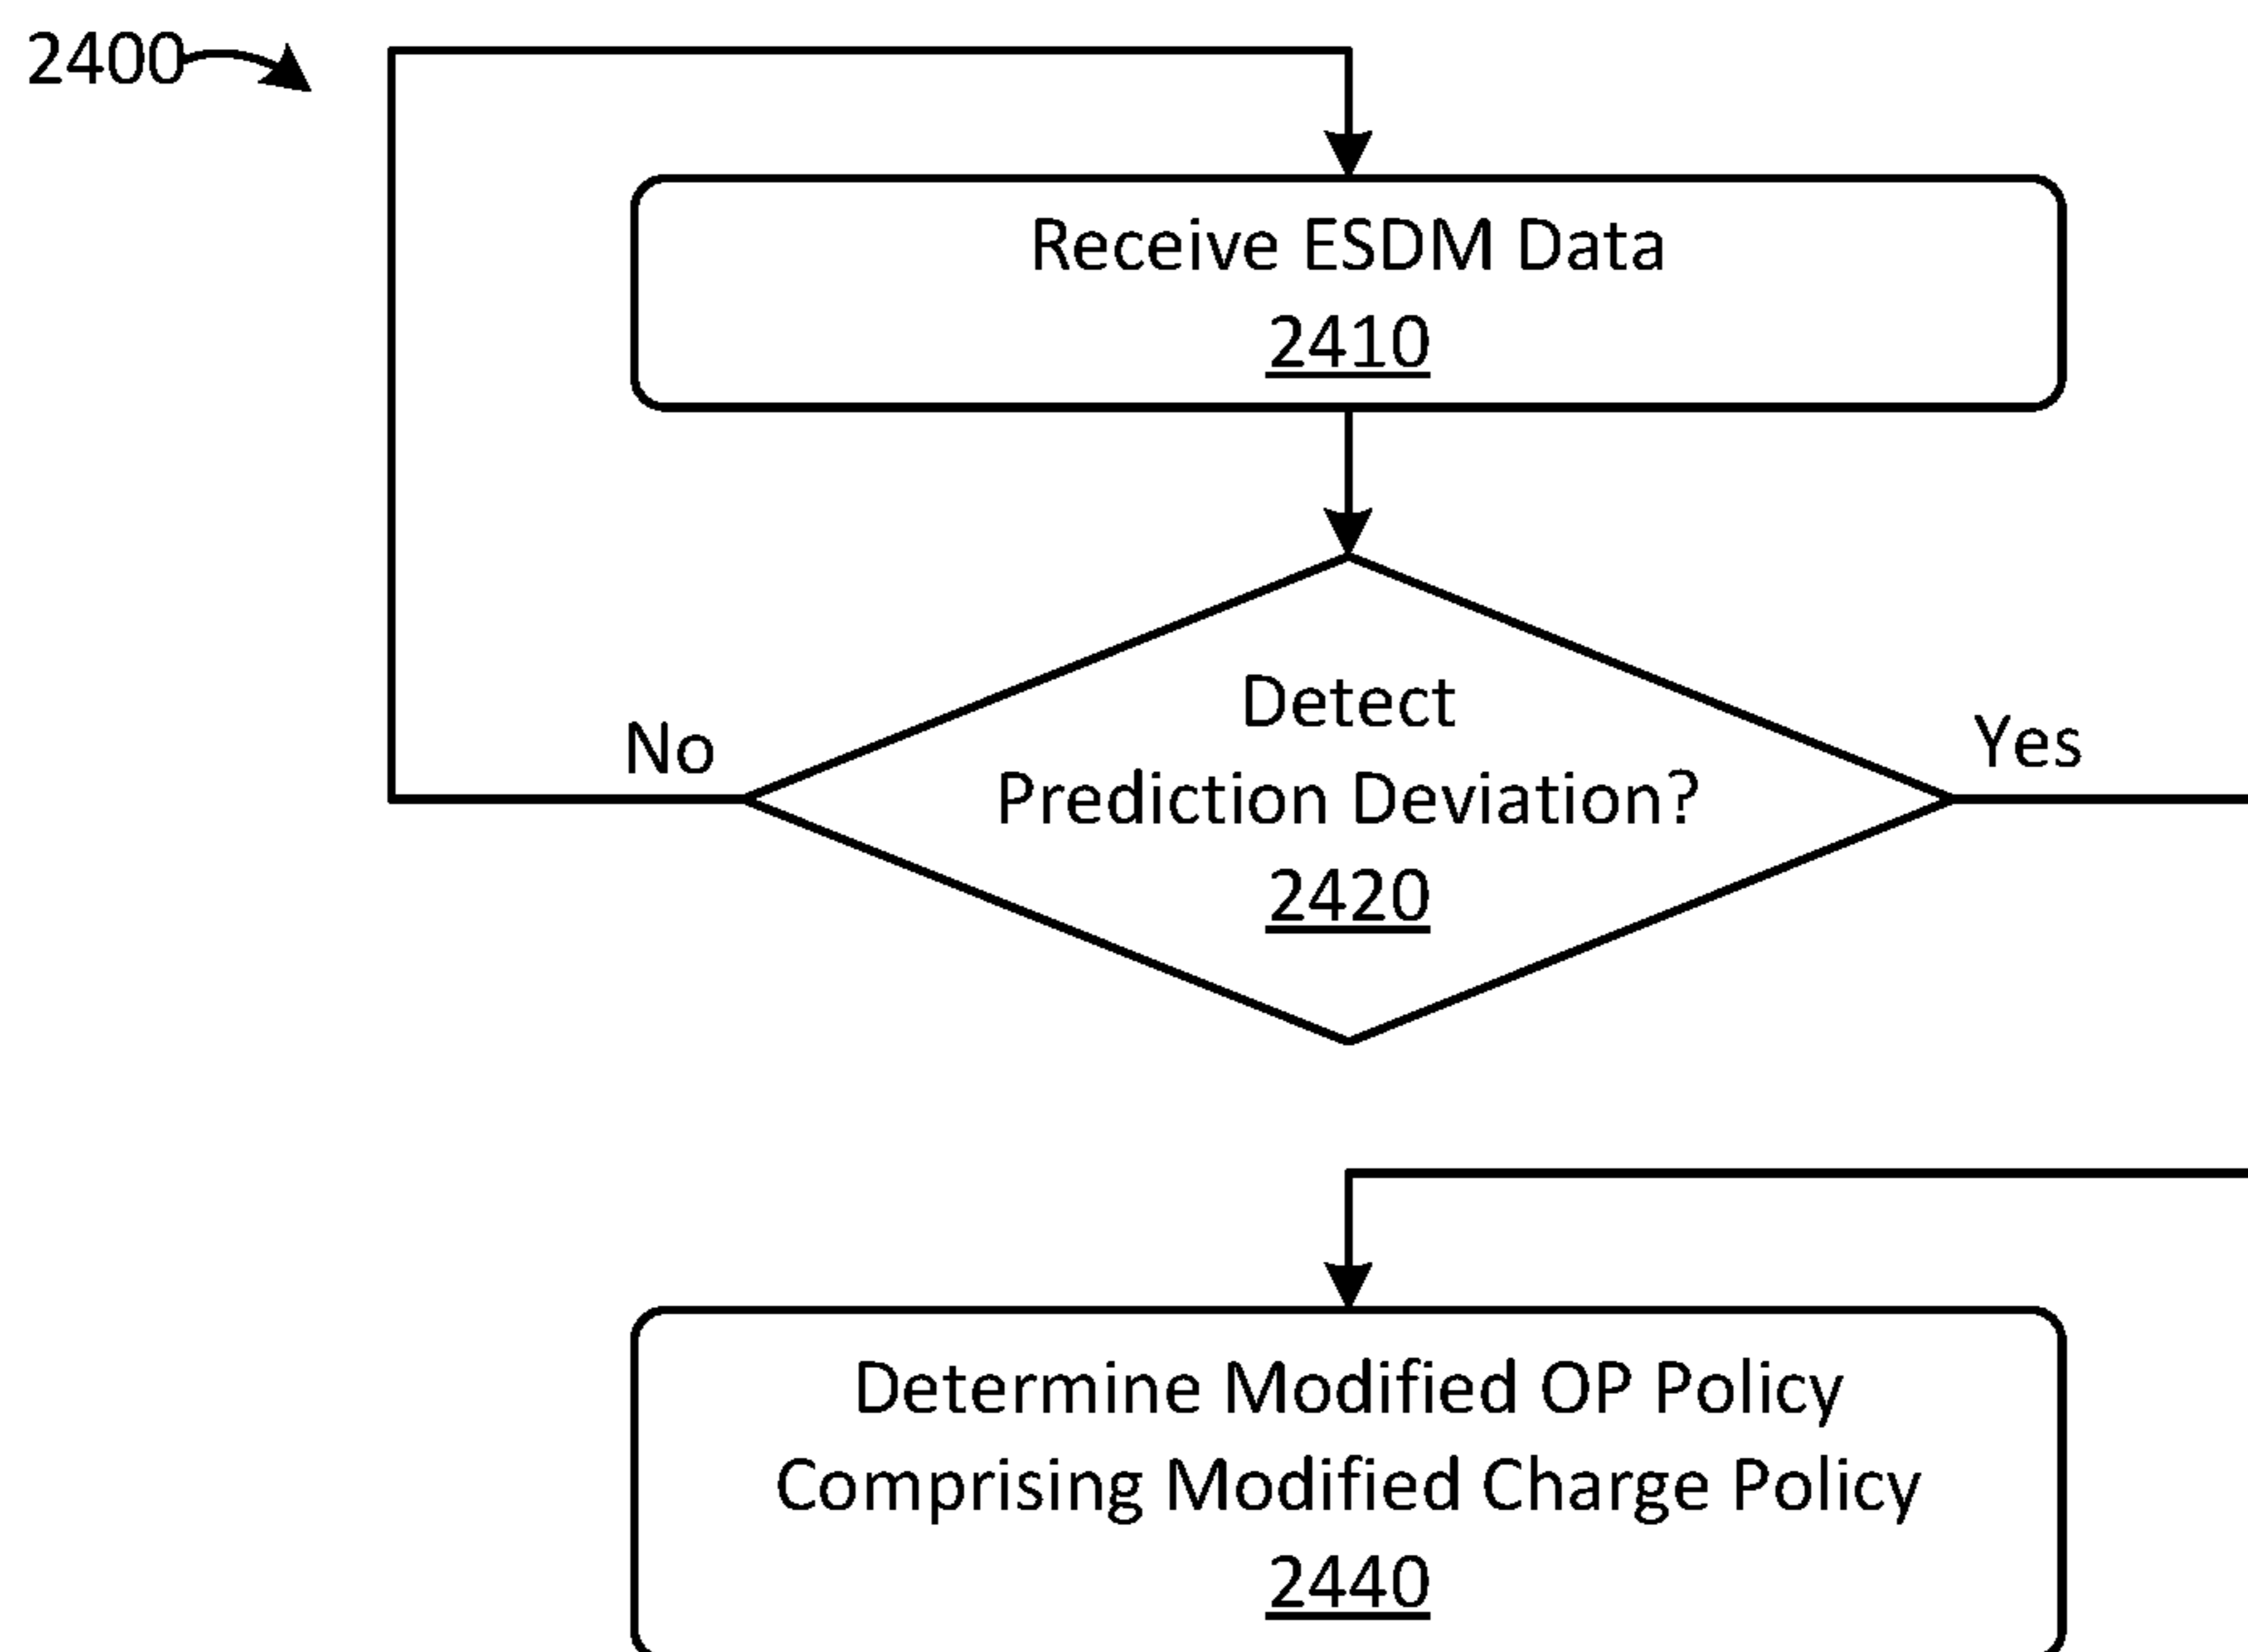 2400
Receive ESDM Data
2410
Detect
Prediction Deviation?
2420
No
Yes
Determine Modified OP Policy
Comprising Modified Charge Policy
2440